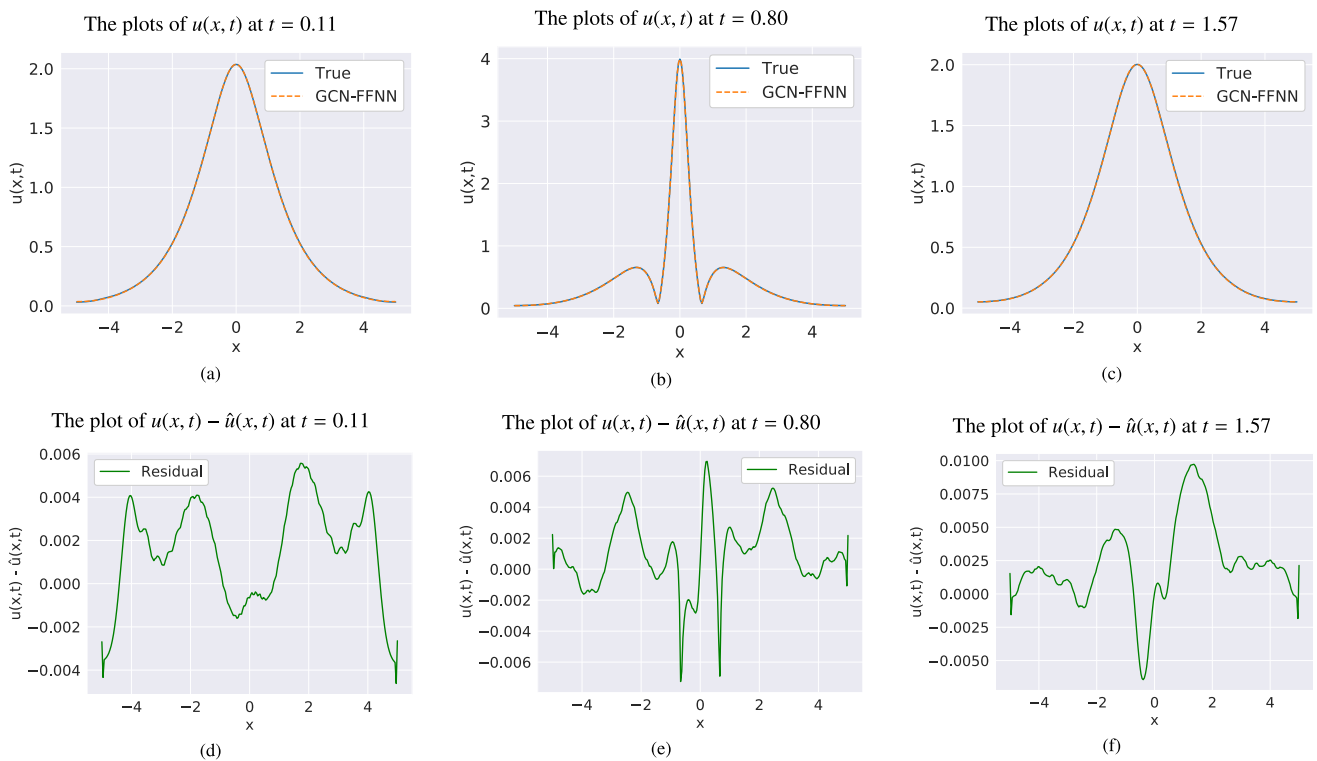 The plots of u(x, t) at t = 0.11
2.0
1.5
1.0
0.5
0.0
u(x,t)
True
GCN-FFNN
−4 −2 0 2 4
x
(a)
The plots of u(x, t) at t = 0.80
4
3
2
1
0
u(x,t)
True
GCN-FFNN
−4 −2 0 2 4
x
(b)
The plots of u(x, t) at t = 1.57
2.0
1.5
1.0
0.5
0.0
u(x,t)
True
GCN-FFNN
−4 −2 0 2 4
x
(c)
The plot of u(x, t) − û(x, t) at t = 0.11
0.006
0.004
0.002
0.000
−0.002
−0.004
u(x,t) - û(x,t)
Residual
−4 −2 0 2 4
x
(d)
The plot of u(x, t) − û(x, t) at t = 0.80
0.006
0.004
0.002
0.000
−0.002
−0.004
−0.006
u(x,t) - û(x,t)
Residual
−4 −2 0 2 4
x
(e)
The plot of u(x, t) − û(x, t) at t = 1.57
0.0100
0.0075
0.0050
0.0025
0.0000
−0.0025
−0.0050
u(x,t) - û(x,t)
Residual
−4 −2 0 2 4
x
(f)